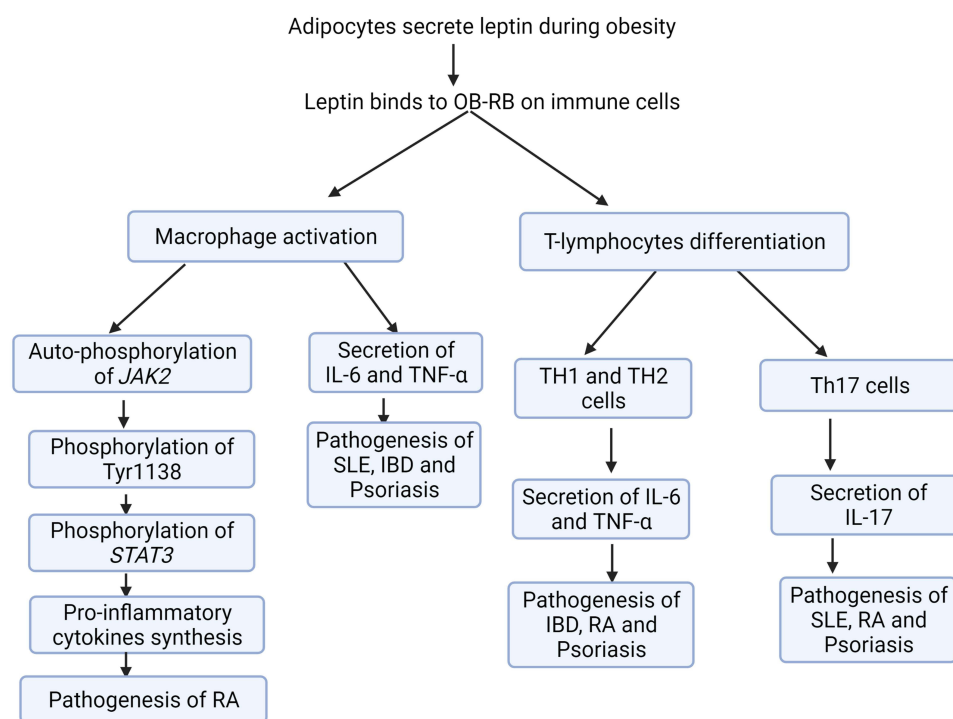 Adipocytes secrete leptin during obesity
Leptin binds to OB-RB on immune cells
Macrophage activation
T-lymphocytes differentiation
Auto-phosphorylation
of JAK2
Secretion of
IL-6 and TNF-α
TH1 and TH2
cells
Th17 cells
Phosphorylation of
Tyr1138
Pathogenesis of
SLE, IBD and
Psoriasis
Secretion of IL-6
and TNF-α
Secretion of
IL-17
Phosphorylation of
STAT3
Pathogenesis of
IBD, RA and
Psoriasis
Pathogenesis of
SLE, RA and
Psoriasis
Pro-inflammatory
cytokines synthesis
Pathogenesis of RA